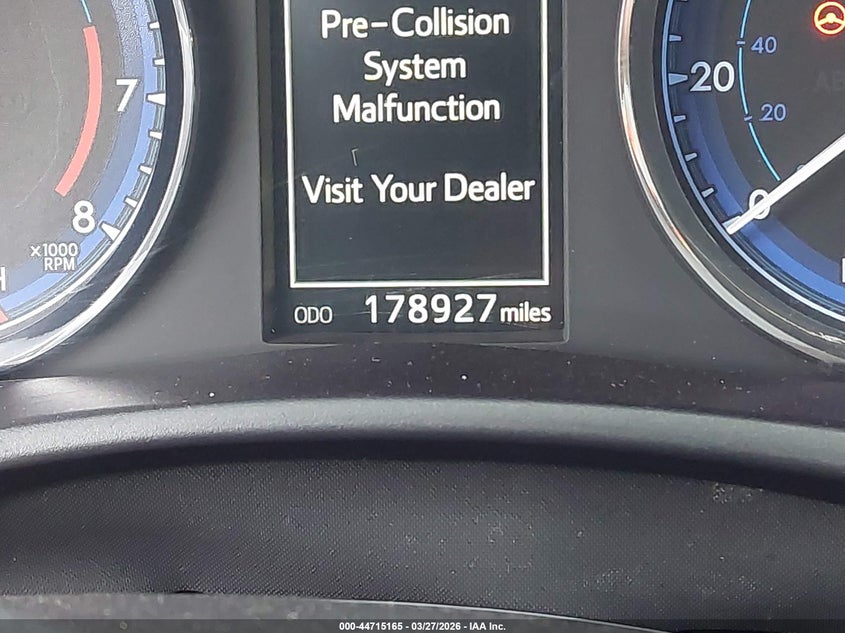 Pre-Collision
System
Malfunction
Visit Your Dealer
ODO 178927 miles
7
8
x1000
RPM
H
40
20
20
0
000-44715165 - 03/27/2026 - IAA Inc.